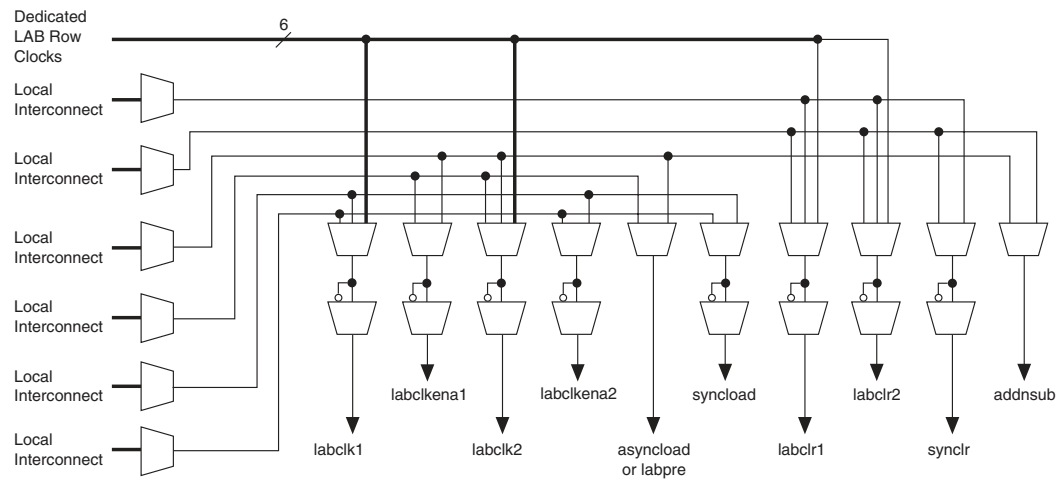 Dedicated
LAB Row
Clocks
6
Local
Interconnect
Local
Interconnect
Local
Interconnect
Local
Interconnect
Local
Interconnect
Local
Interconnect
labclkena1
labclkena2
syncload
labclr2
addnsub
labclk1
labclk2
asyncload
or labpre
labclr1
synclr